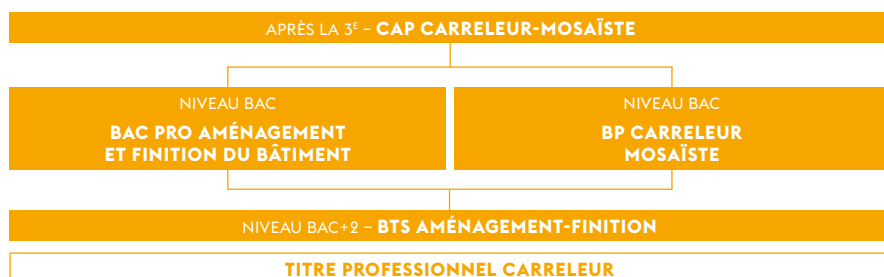 APRÈS LA 3ᴱ – CAP CARRELEUR-MOSAÏSTE
NIVEAU BAC
BAC PRO AMÉNAGEMENT
ET FINITION DU BÂTIMENT
NIVEAU BAC
BP CARRELEUR
MOSAÏSTE
NIVEAU BAC+2 – BTS AMÉNAGEMENT-FINITION
TITRE PROFESSIONNEL CARRELEUR